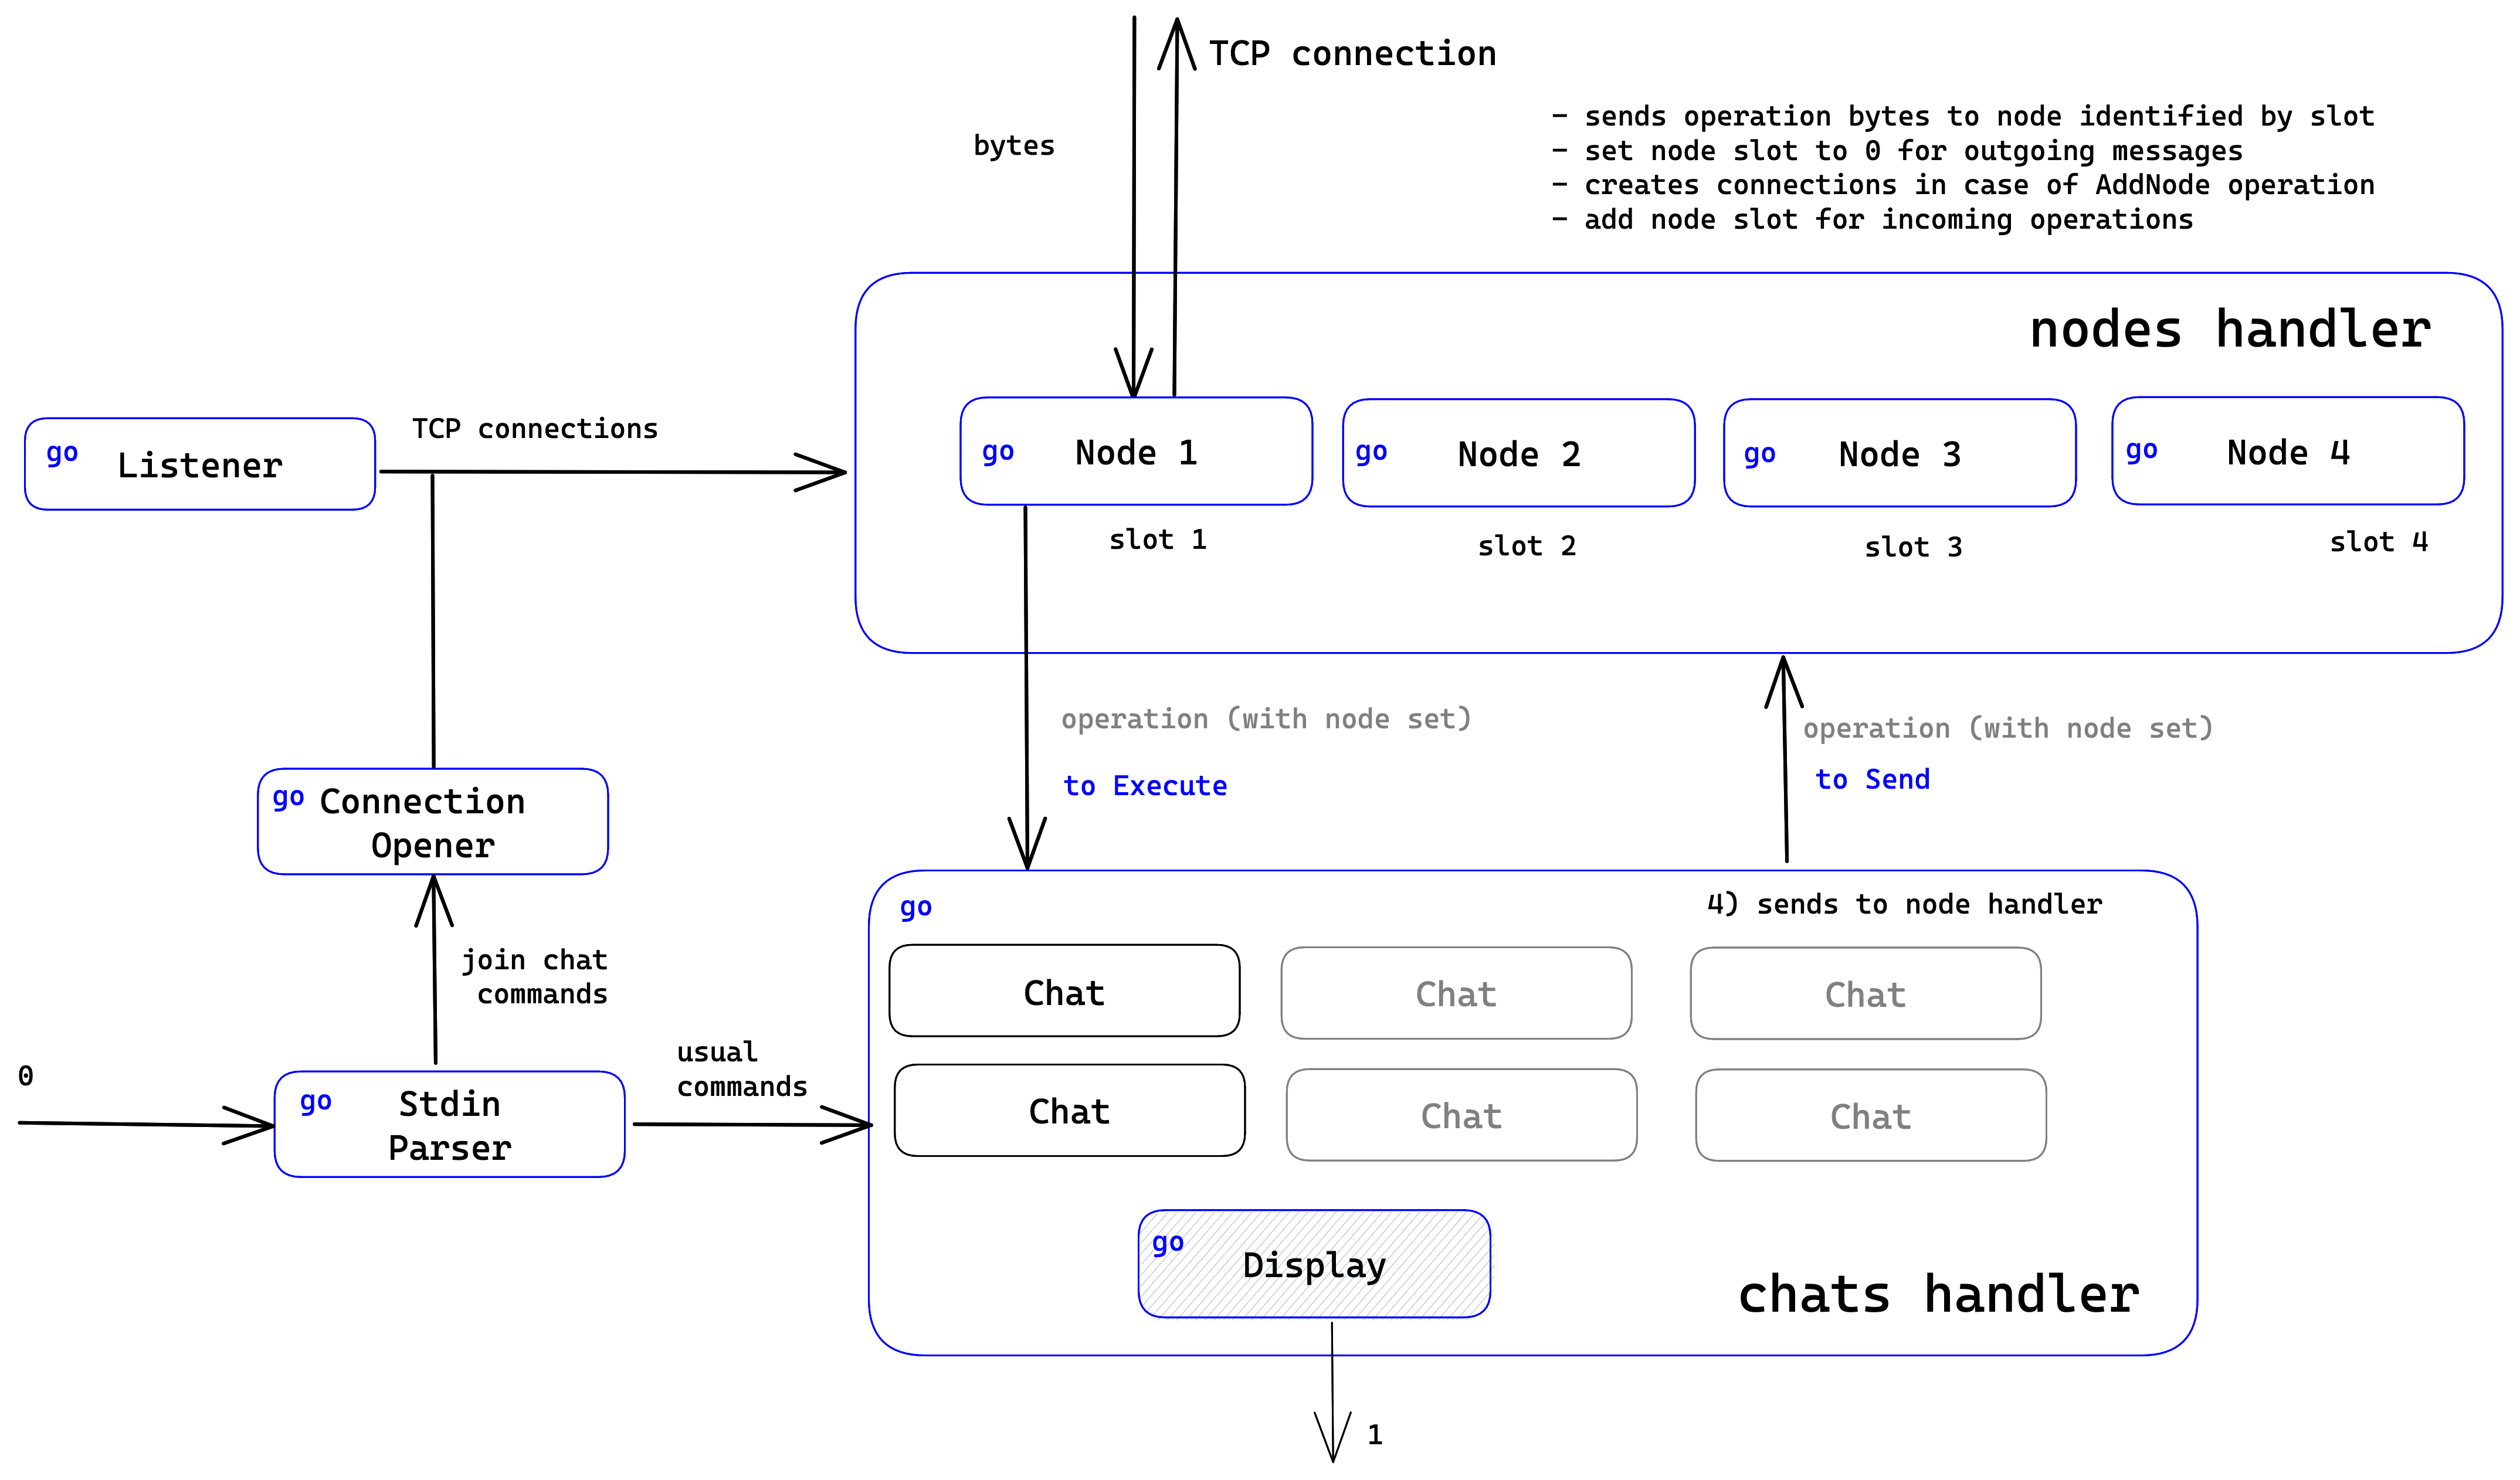 TCP connection
bytes
- sends operation bytes to node identified by slot
- set node slot to 0 for outgoing messages
- creates connections in case of AddNode operation
- add node slot for incoming operations
nodes handler
go Listener
TCP connections
go Node 1
go Node 2
go Node 3
go Node 4
slot 1
slot 2
slot 3
slot 4
operation (with node set)
to Execute
operation (with node set)
to Send
go Connection
Opener
join chat
commands
0
go Stdin
Parser
usual
commands
go
4) sends to node handler
Chat
Chat
Chat
Chat
Chat
Chat
go
Display
chats handler
1